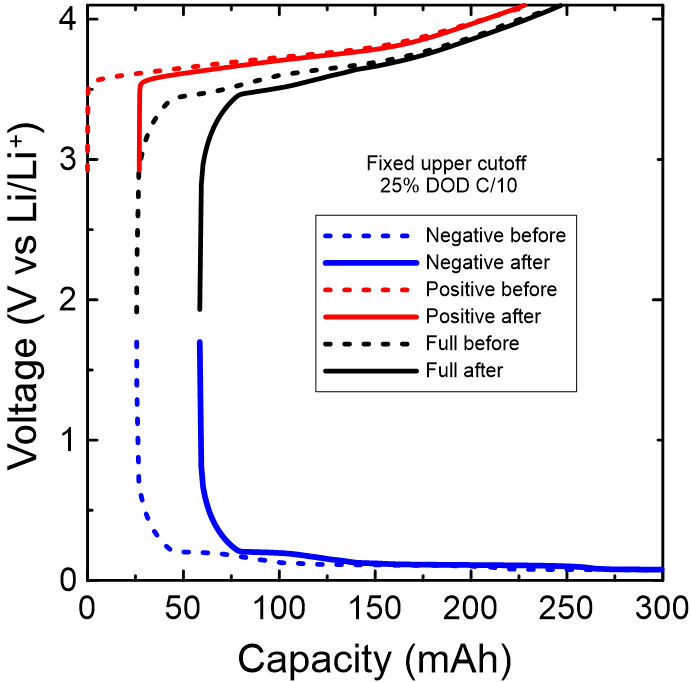 4
3
2
1
0
Voltage (V vs Li/Li⁺)
Fixed upper cutoff
25% DOD C/10
Negative before
Negative after
Positive before
Positive after
Full before
Full after
0 50 100 150 200 250 300
Capacity (mAh)